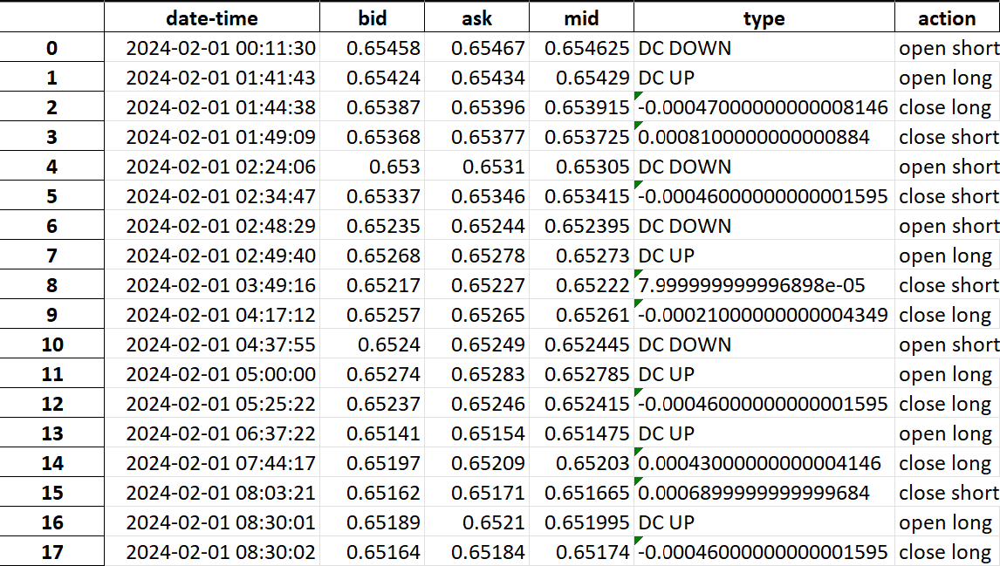 date-time bid ask mid type action
0 2024-02-01 00:11:30 0.65458 0.65467 0.654625 DC DOWN open short
1 2024-02-01 01:41:43 0.65424 0.65434 0.65429 DC UP open long
2 2024-02-01 01:44:38 0.65387 0.65396 0.653915 -0.00047000000000008146 close long
3 2024-02-01 01:49:09 0.65368 0.65377 0.653725 0.0008100000000000884 close short
4 2024-02-01 02:24:06 0.653 0.6531 0.65305 DC DOWN open short
5 2024-02-01 02:34:47 0.65337 0.65346 0.653415 -0.00046000000000001595 close short
6 2024-02-01 02:48:29 0.65235 0.65244 0.652395 DC DOWN open short
7 2024-02-01 02:49:40 0.65268 0.65278 0.65273 DC UP open long
8 2024-02-01 03:49:16 0.65217 0.65227 0.65222 7.999999999996898e-05 close short
9 2024-02-01 04:17:12 0.65257 0.65265 0.65261 -0.00021000000000004349 close long
10 2024-02-01 04:37:55 0.6524 0.65249 0.652445 DC DOWN open short
11 2024-02-01 05:00:00 0.65274 0.65283 0.652785 DC UP open long
12 2024-02-01 05:25:22 0.65237 0.65246 0.652415 -0.00046000000000001595 close long
13 2024-02-01 06:37:22 0.65141 0.65154 0.651475 DC UP open long
14 2024-02-01 07:44:17 0.65197 0.65209 0.65203 0.00043000000000004146 close long
15 2024-02-01 08:03:21 0.65162 0.65171 0.651665 0.0006899999999999684 close short
16 2024-02-01 08:30:01 0.65189 0.6521 0.651995 DC UP open long
17 2024-02-01 08:30:02 0.65164 0.65184 0.65174 -0.00046000000000001595 close long